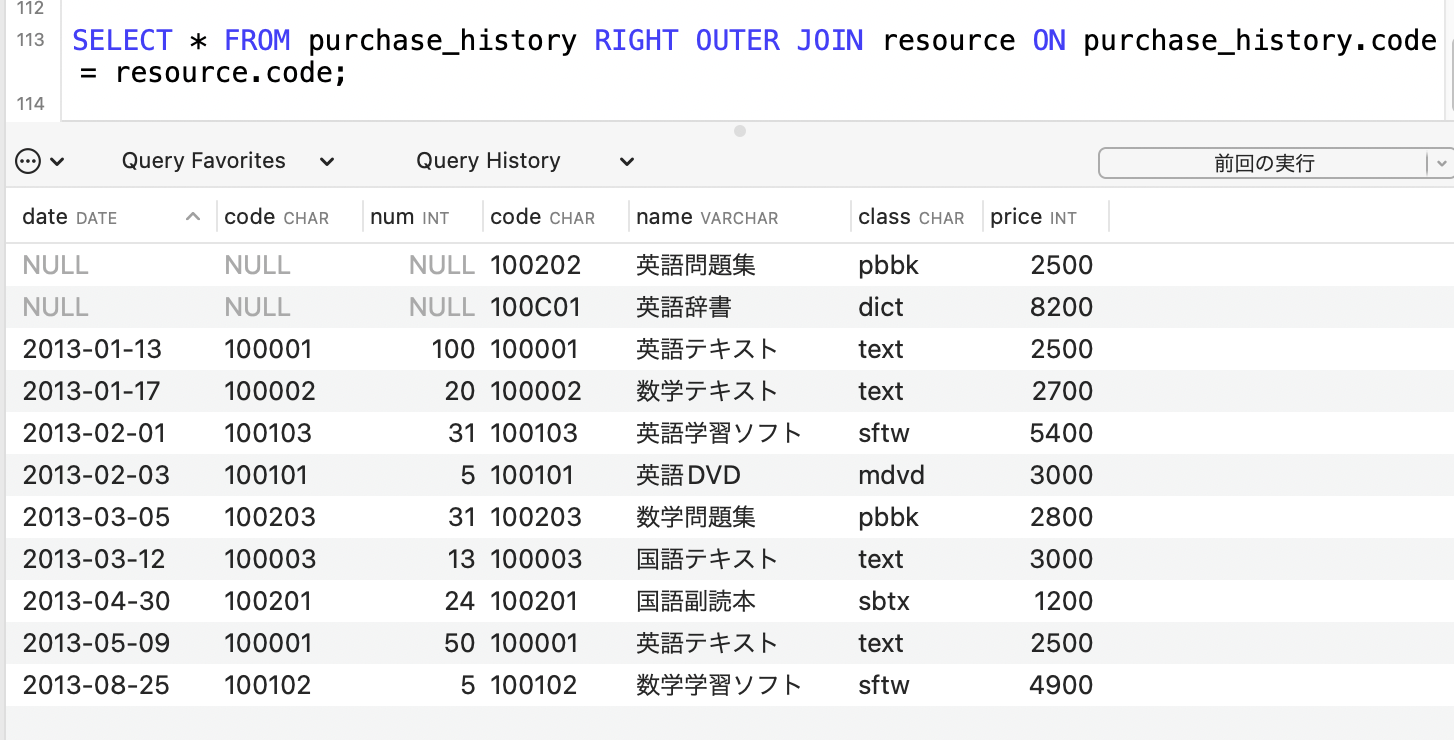 112
113 SELECT * FROM purchase_history RIGHT OUTER JOIN resource ON purchase_history.code
= resource.code;
114
Query Favorites Query History 前回の実行
date DATE code CHAR num INT code CHAR name VARCHAR class CHAR price INT
NULL NULL NULL 100202 英語問題集 pbbk 2500
NULL NULL NULL 100C01 英語辞書 dict 8200
2013-01-13 100001 100 100001 英語テキスト text 2500
2013-01-17 100002 20 100002 数学テキスト text 2700
2013-02-01 100103 31 100103 英語学習ソフト sftw 5400
2013-02-03 100101 5 100101 英語DVD mdvd 3000
2013-03-05 100203 31 100203 数学問題集 pbbk 2800
2013-03-12 100003 13 100003 国語テキスト text 3000
2013-04-30 100201 24 100201 国語副読本 sbtx 1200
2013-05-09 100001 50 100001 英語テキスト text 2500
2013-08-25 100102 5 100102 数学学習ソフト sftw 4900